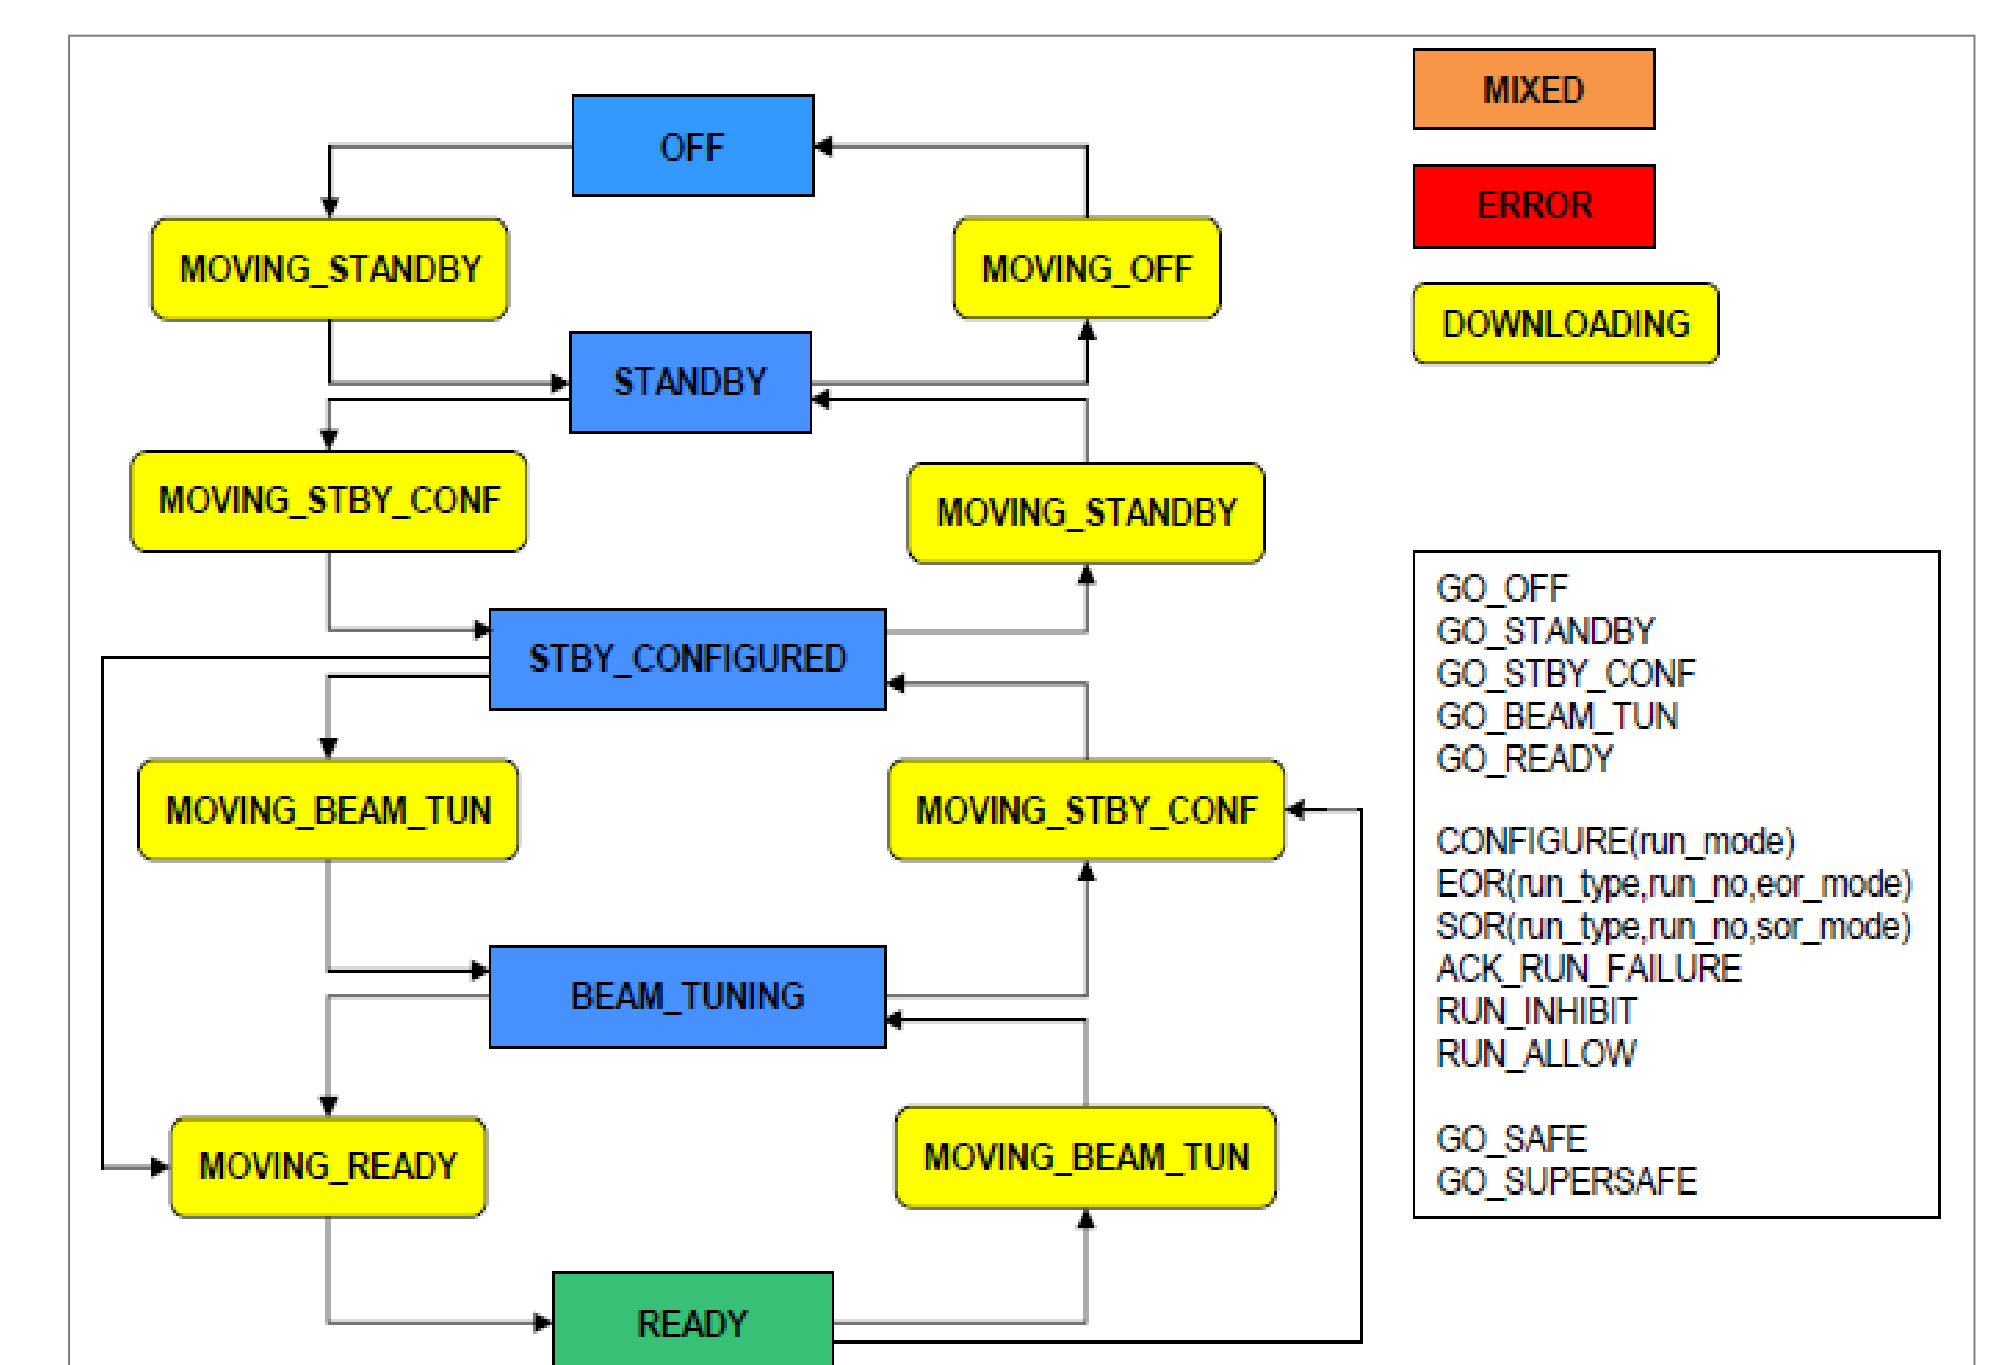 OFF
MOVING_STANDBY
MOVING_OFF
STANDBY
MOVING_STBY_CONF
MOVING_STANDBY
STBY_CONFIGURED
MOVING_BEAM_TUN
MOVING_STBY_CONF
BEAM_TUNING
MOVING_READY
MOVING_BEAM_TUN
READY
MIXED
ERROR
DOWNLOADING
GO_OFF
GO_STANDBY
GO_STBY_CONF
GO_BEAM_TUN
GO_READY
CONFIGURE(run_mode)
EOR(run_type,run_no,eor_mode)
SOR(run_type,run_no,sor_mode)
ACK_RUN_FAILURE
RUN_INHIBIT
RUN_ALLOW
GO_SAFE
GO_SUPERSAFE